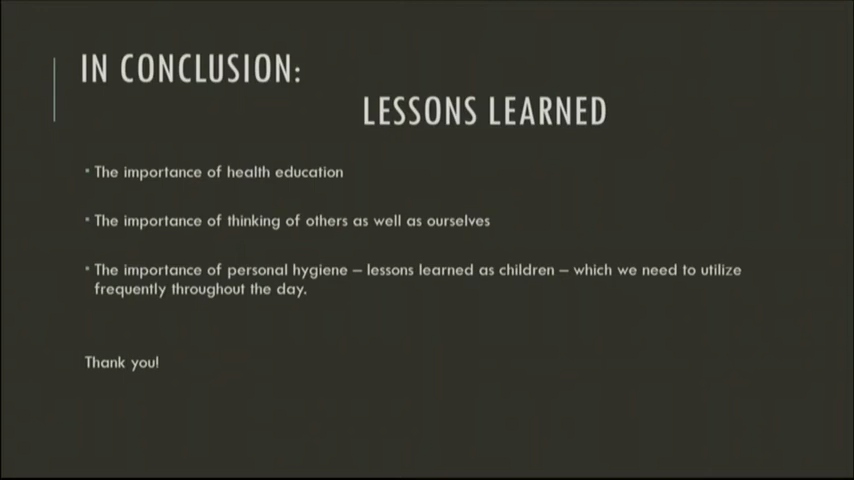 IN CONCLUSION:
LESSONS LEARNED
• The importance of health education
• The importance of thinking of others as well as ourselves
• The importance of personal hygiene – lessons learned as children – which we need to utilize
frequently throughout the day.
Thank you!